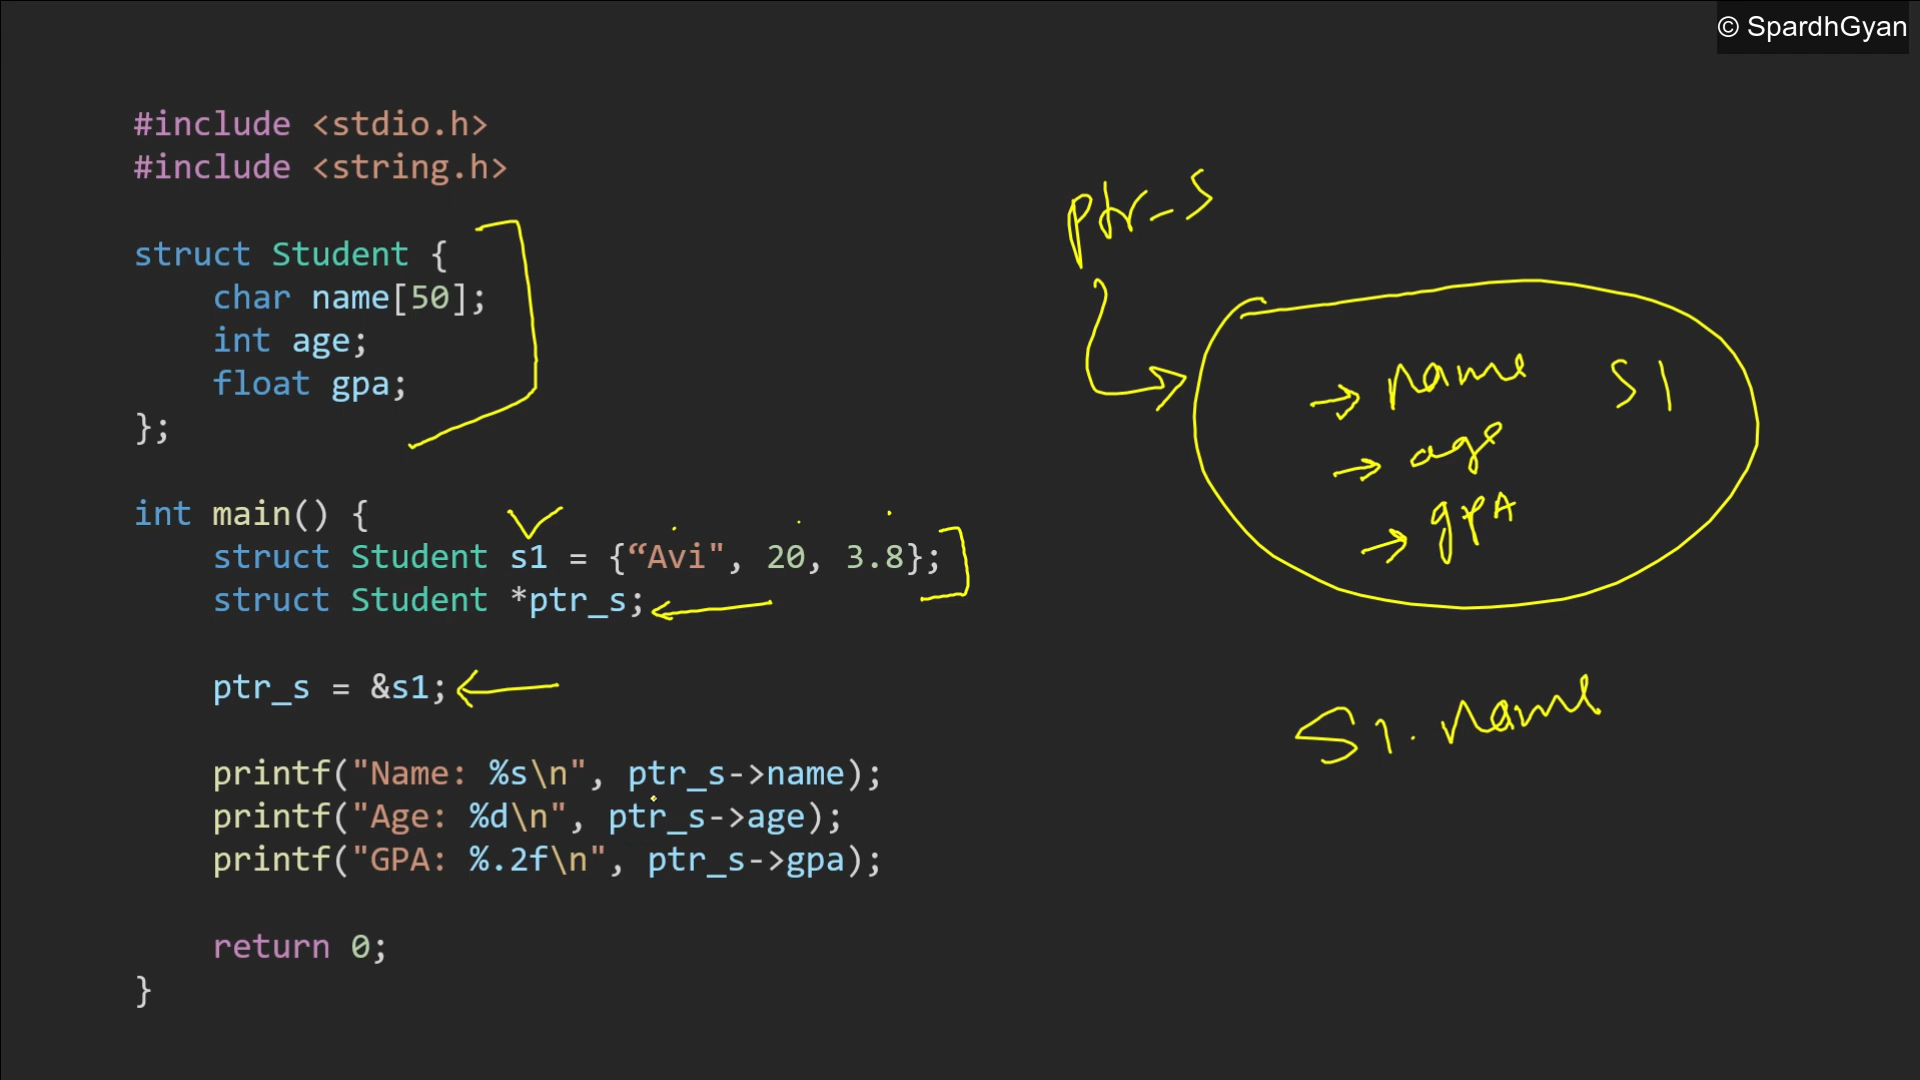 © SpardhGyan
#include <stdio.h>
#include <string.h>
struct Student {
char name[50];
int age;
float gpa;
};
int main() {
struct Student s1 = {“Avi", 20, 3.8};
struct Student *ptr_s;
ptr_s = &s1;
printf("Name: %s\n", ptr_s->name);
printf("Age: %d\n", ptr_s->age);
printf("GPA: %.2f\n", ptr_s->gpa);
return 0;
}
ptr_s
→ name S1
→ age
→ gpA
S1.name